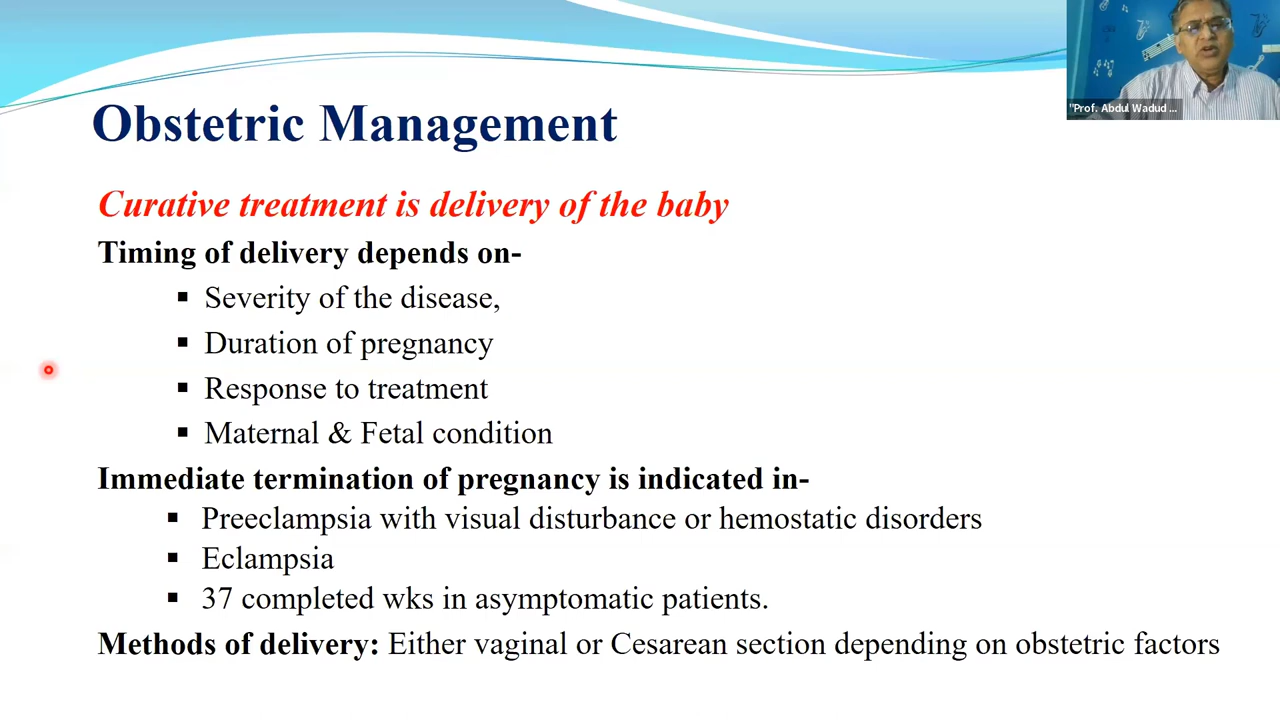 "Prof. Abdul Wadud ...
Obstetric Management
Curative treatment is delivery of the baby
Timing of delivery depends on-
▪ Severity of the disease,
▪ Duration of pregnancy
▪ Response to treatment
▪ Maternal & Fetal condition
Immediate termination of pregnancy is indicated in-
▪ Preeclampsia with visual disturbance or hemostatic disorders
▪ Eclampsia
▪ 37 completed wks in asymptomatic patients.
Methods of delivery: Either vaginal or Cesarean section depending on obstetric factors